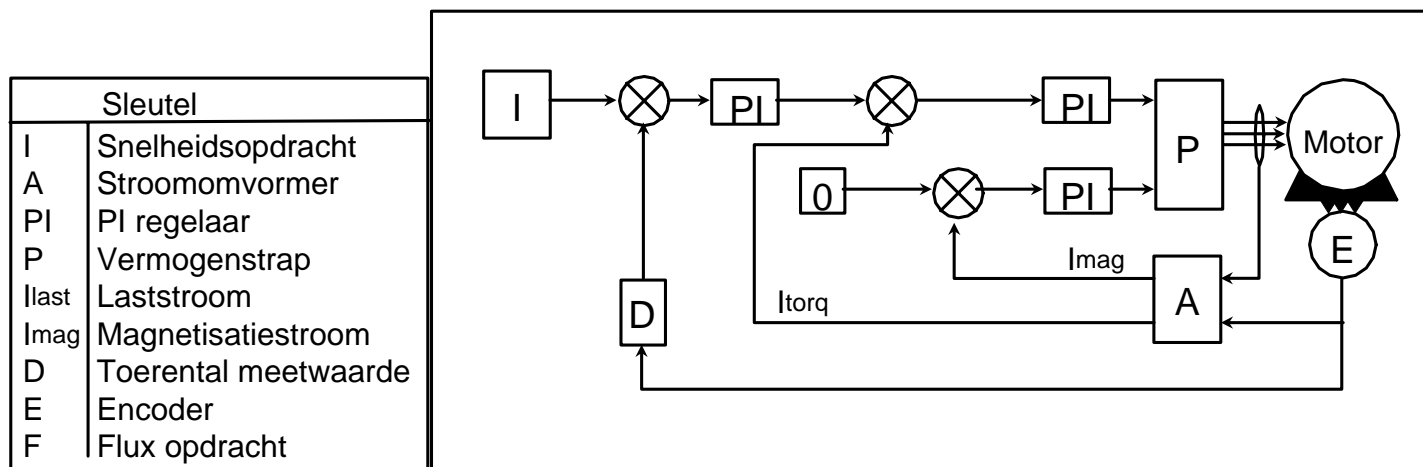 Sleutel
I Snelheidsopdracht
A Stroomomvormer
PI PI regelaar
P Vermogenstrap
Ilast Laststroom
Imag Magnetisatiestroom
D Toerental meetwaarde
E Encoder
F Flux opdracht
I
PI
PI
P
Motor
0
PI
E
Imag
A
Itorq
D